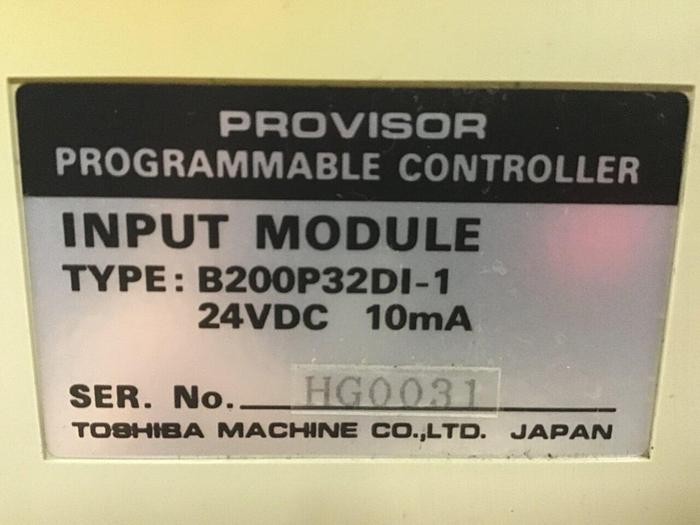 PROVISOR
PROGRAMMABLE CONTROLLER
INPUT MODULE
TYPE: B200P32DI-1
24VDC 10mA
SER. No. HG0031
TOSHIBA MACHINE CO.,LTD. JAPAN